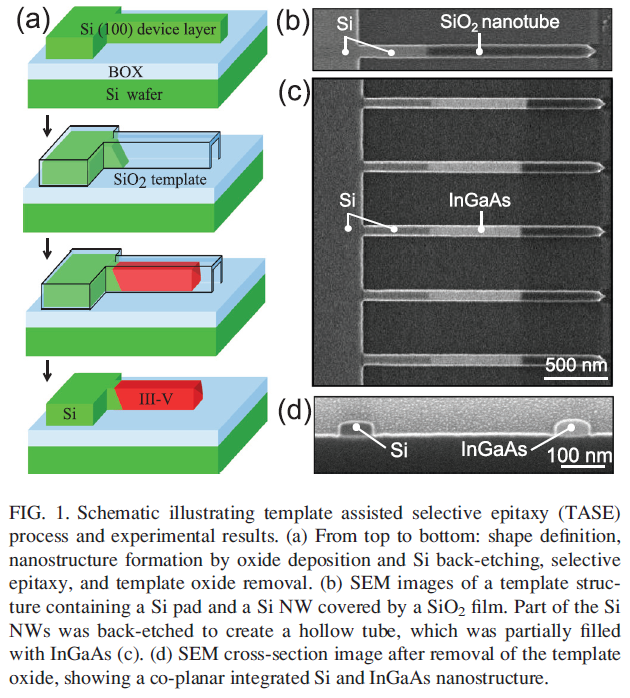 (a)
Si (100) device layer
BOX
Si wafer
SiO₂ template
III-V
Si
(b)
Si
SiO₂ nanotube
(c)
Si
InGaAs
500 nm
(d)
Si
InGaAs
100 nm
FIG. 1. Schematic illustrating template assisted selective epitaxy (TASE)
process and experimental results. (a) From top to bottom: shape definition,
nanostructure formation by oxide deposition and Si back-etching, selective
epitaxy, and template oxide removal. (b) SEM images of a template struc-
ture containing a Si pad and a Si NW covered by a SiO₂ film. Part of the Si
NWs was back-etched to create a hollow tube, which was partially filled
with InGaAs (c). (d) SEM cross-section image after removal of the template
oxide, showing a co-planar integrated Si and InGaAs nanostructure.